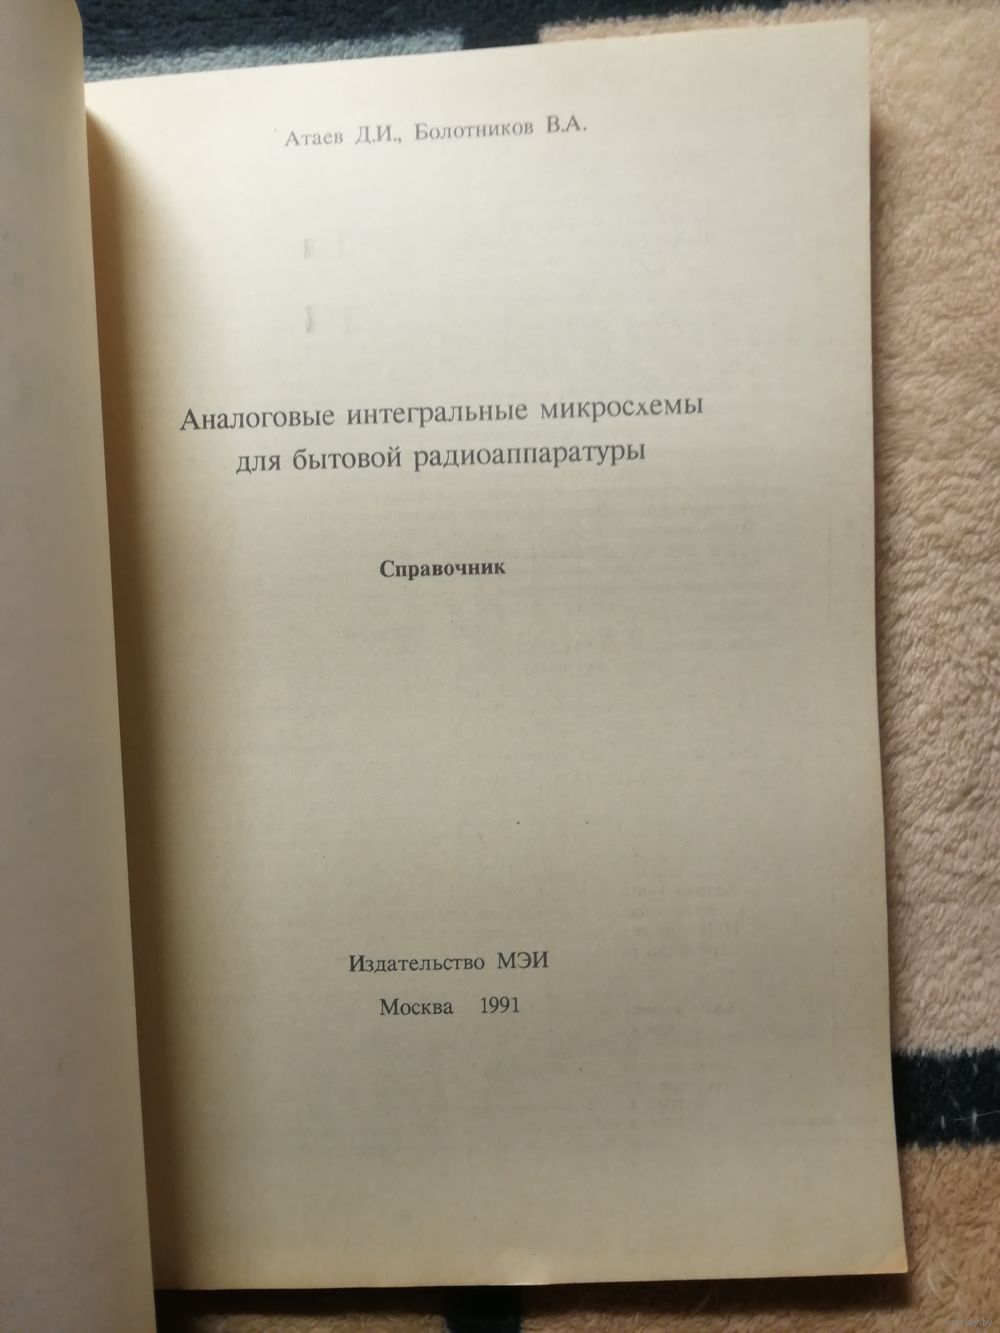 Атаев Д.И., Болотников В.А.
Аналоговые интегральные микросхемы
для бытовой радиоаппаратуры
Справочник
Издательство МЭИ
Москва 1991